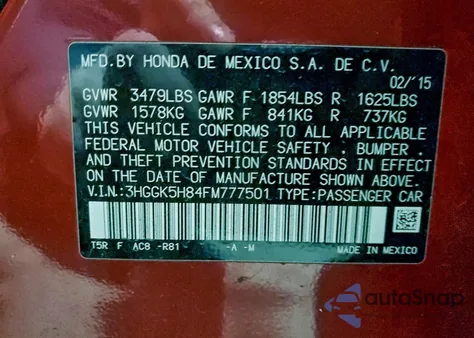 MFD.BY HONDA DE MEXICO S.A. DE C.V.
02/'15
GVWR 3479LBS GAWR F 1854LBS R 1625LBS
GVWR 1578KG GAWR F 841KG R 737KG
THIS VEHICLE CONFORMS TO ALL APPLICABLE
FEDERAL MOTOR VEHICLE SAFETY , BUMPER,
AND THEFT PREVENTION STANDARDS IN EFFECT
ON THE DATE OF MANUFACTURE SHOWN ABOVE.
V.I.N:3HGGK5H84FM777501 TYPE:PASSENGER CAR
T5R F AC8 -R81 -A -M
MADE IN MEXICO
autoSnap